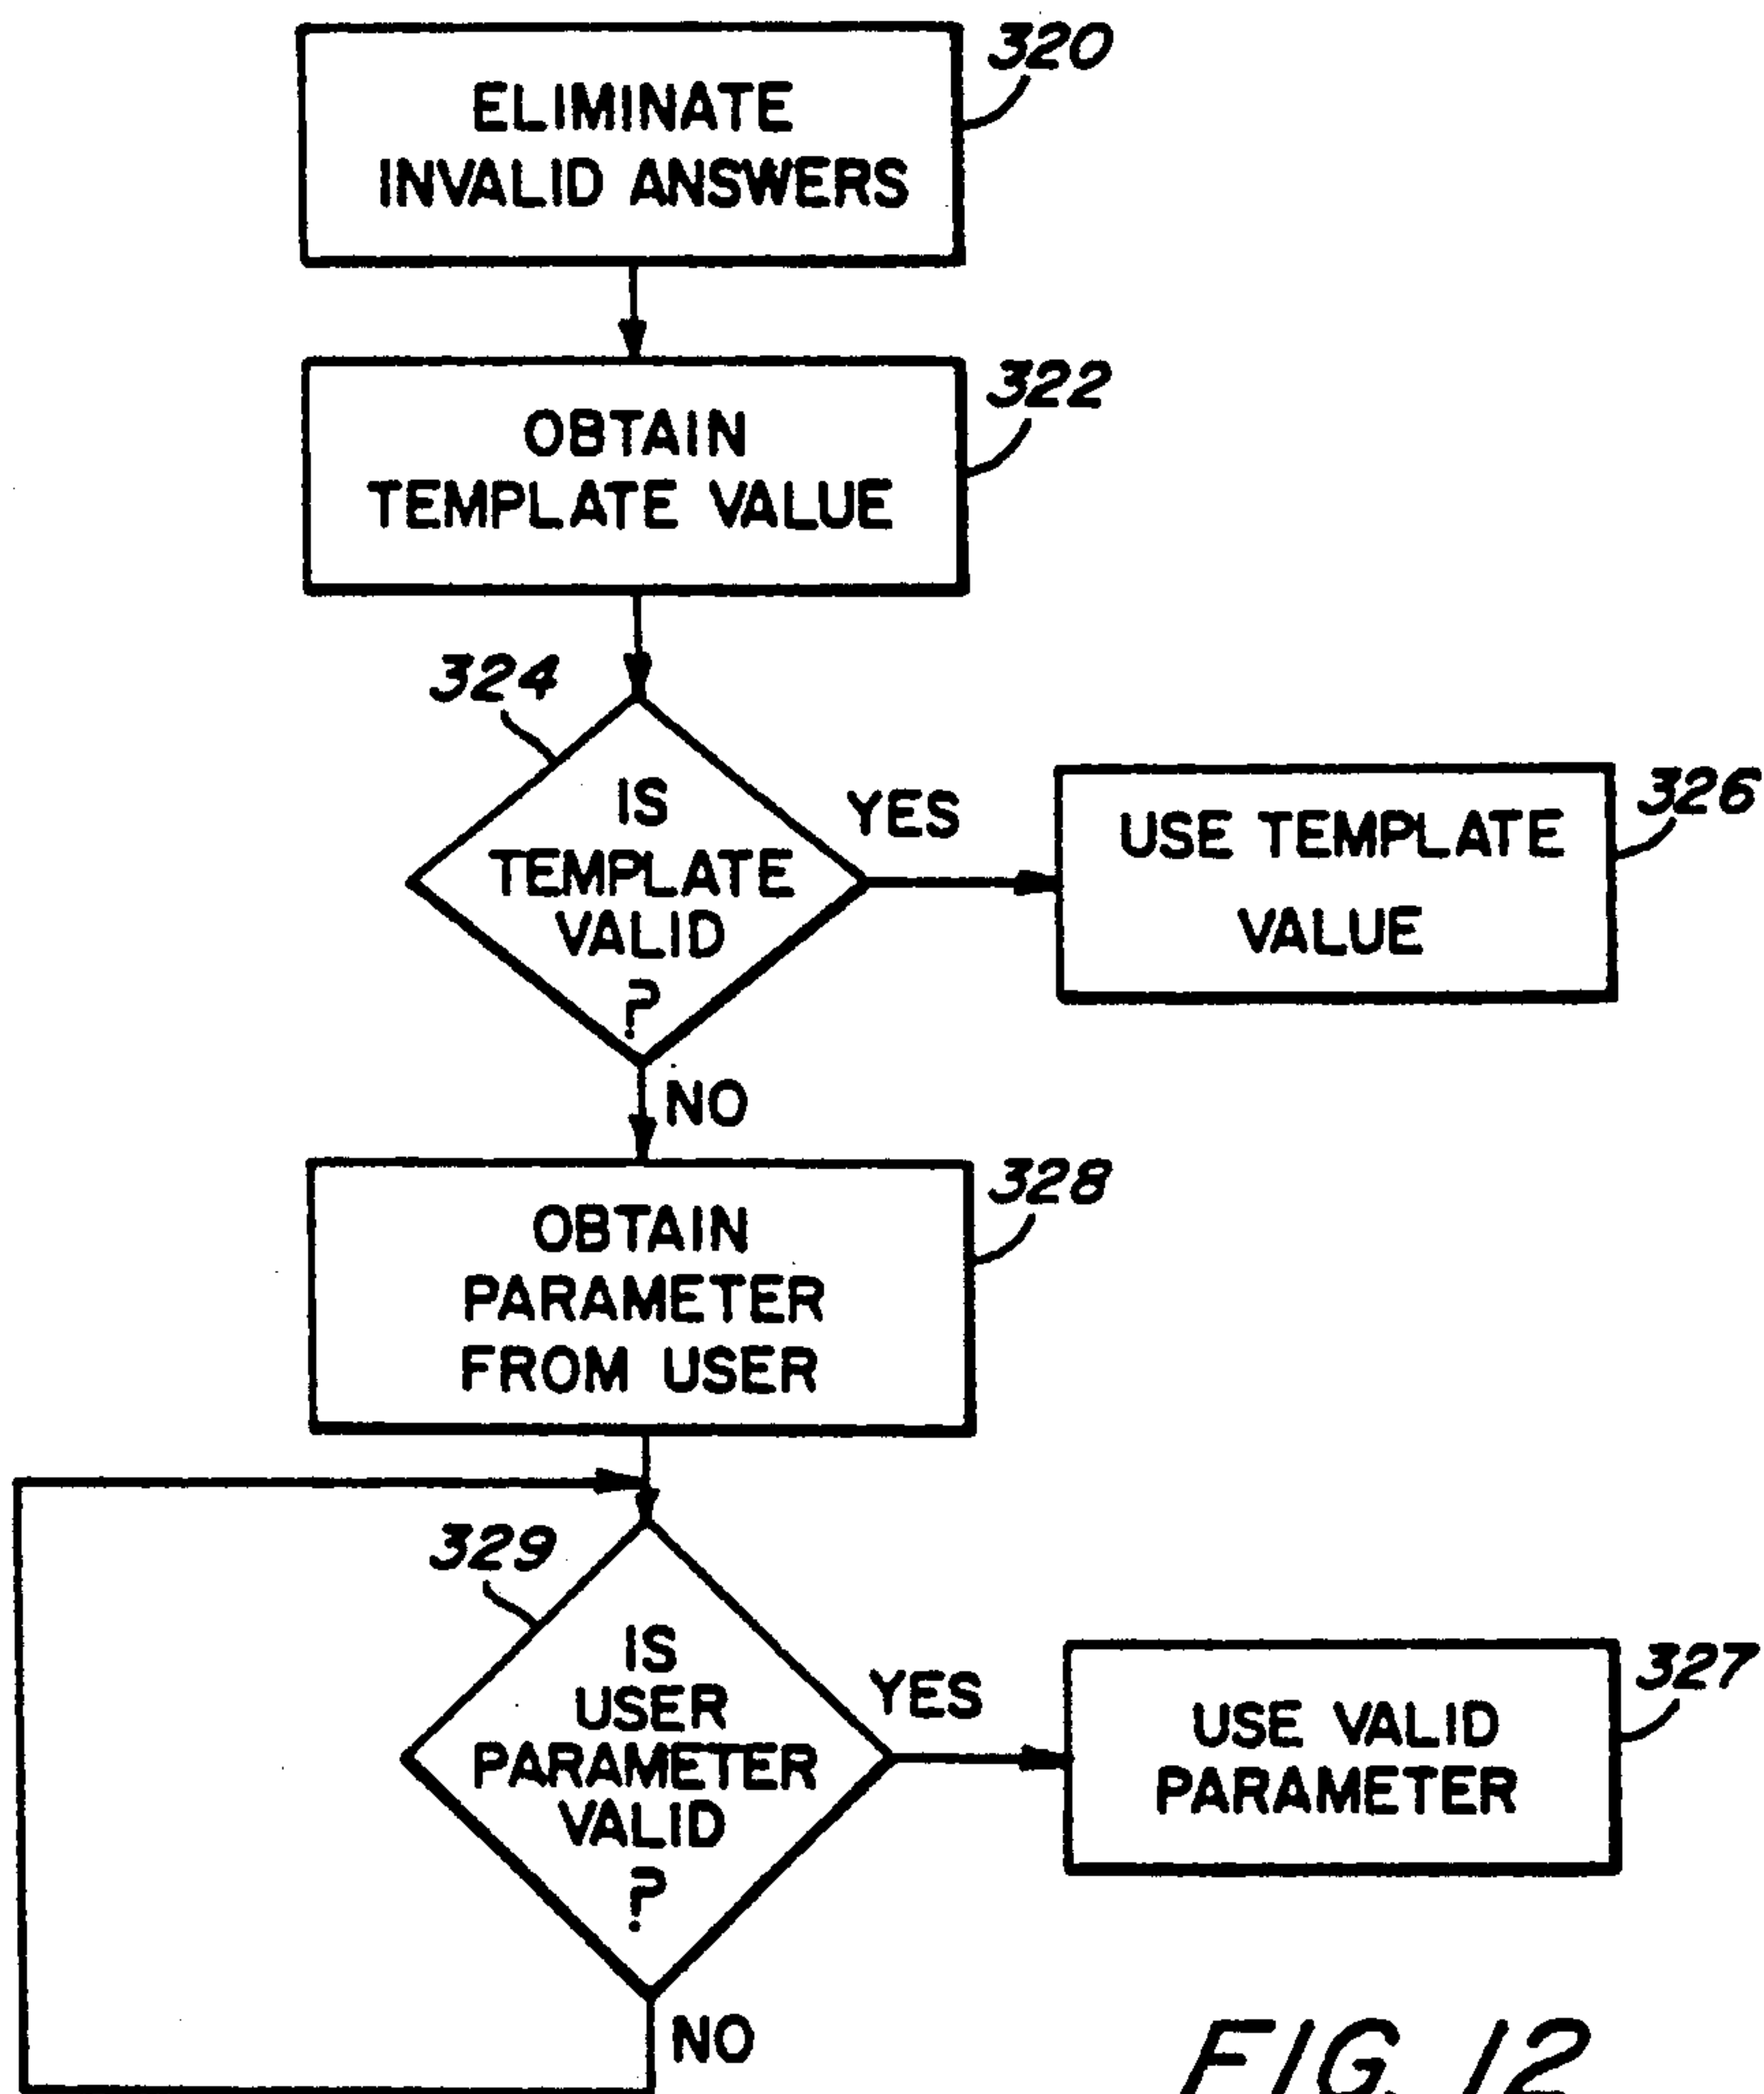 320
ELIMINATE
INVALID ANSWERS
322
OBTAIN
TEMPLATE VALUE
324
IS
TEMPLATE
VALID
?
YES
326
USE TEMPLATE
VALUE
NO
328
OBTAIN
PARAMETER
FROM USER
329
IS
USER
PARAMETER
VALID
?
YES
327
USE VALID
PARAMETER
NO
FIG. 12